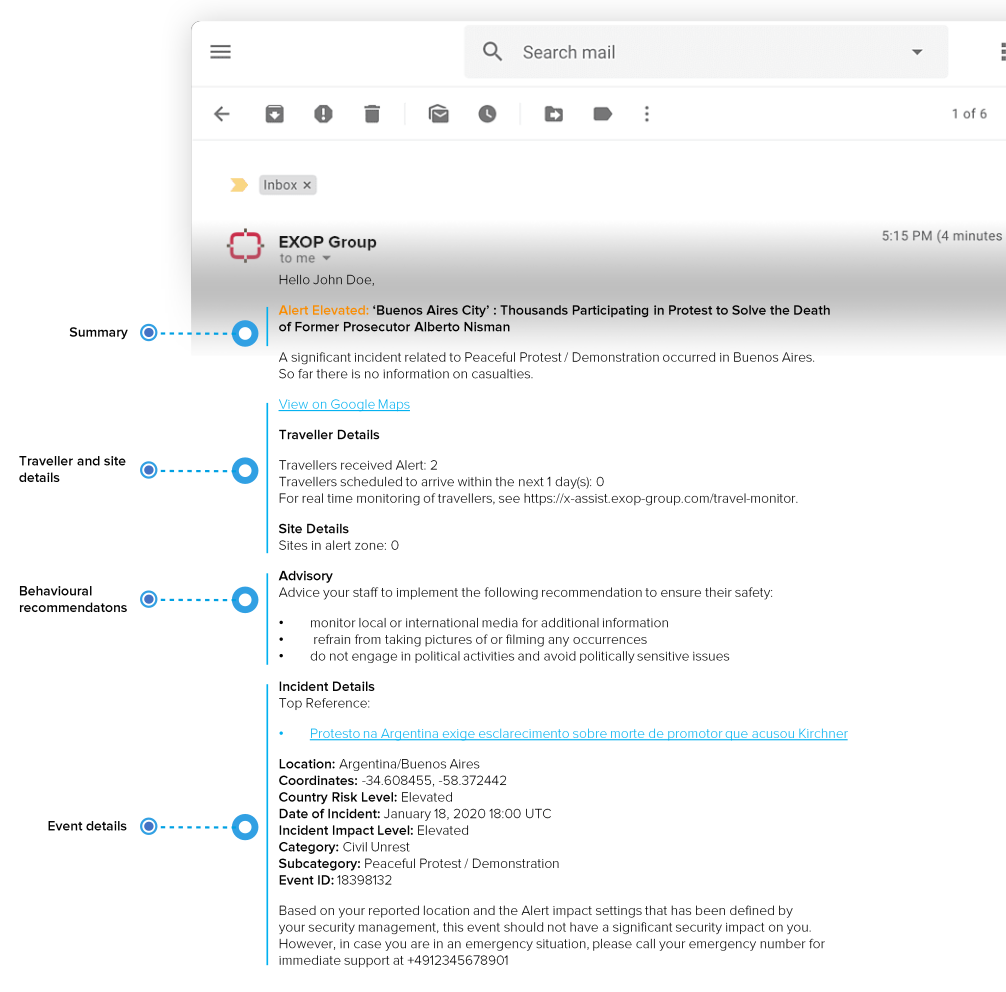 Search mail
1 of 6
Inbox ×
EXOP Group
5:15 PM (4 minutes
to me
Hello John Doe,
Summary
Alert Elevated: ‘Buenos Aires City’ : Thousands Participating in Protest to Solve the Death
of Former Prosecutor Alberto Nisman
A significant incident related to Peaceful Protest / Demonstration occurred in Buenos Aires.
So far there is no information on casualties.
Traveller and site
details
View on Google Maps
Traveller Details
Travellers received Alert: 2
Travellers scheduled to arrive within the next 1 day(s): 0
For real time monitoring of travellers, see https://x-assist.exop-group.com/travel-monitor.
Site Details
Sites in alert zone: 0
Behavioural
recommendatons
Advisory
Advice your staff to implement the following recommendation to ensure their safety:
• monitor local or international media for additional information
• refrain from taking pictures of or filming any occurrences
• do not engage in political activities and avoid politically sensitive issues
Event details
Incident Details
Top Reference:
• Protesto na Argentina exige esclarecimento sobre morte de promotor que acusou Kirchner
Location: Argentina/Buenos Aires
Coordinates: -34.608455, -58.372442
Country Risk Level: Elevated
Date of Incident: January 18, 2020 18:00 UTC
Incident Impact Level: Elevated
Category: Civil Unrest
Subcategory: Peaceful Protest / Demonstration
Event ID: 18398132
Based on your reported location and the Alert impact settings that has been defined by
your security management, this event should not have a significant security impact on you.
However, in case you are in an emergency situation, please call your emergency number for
immediate support at +4912345678901